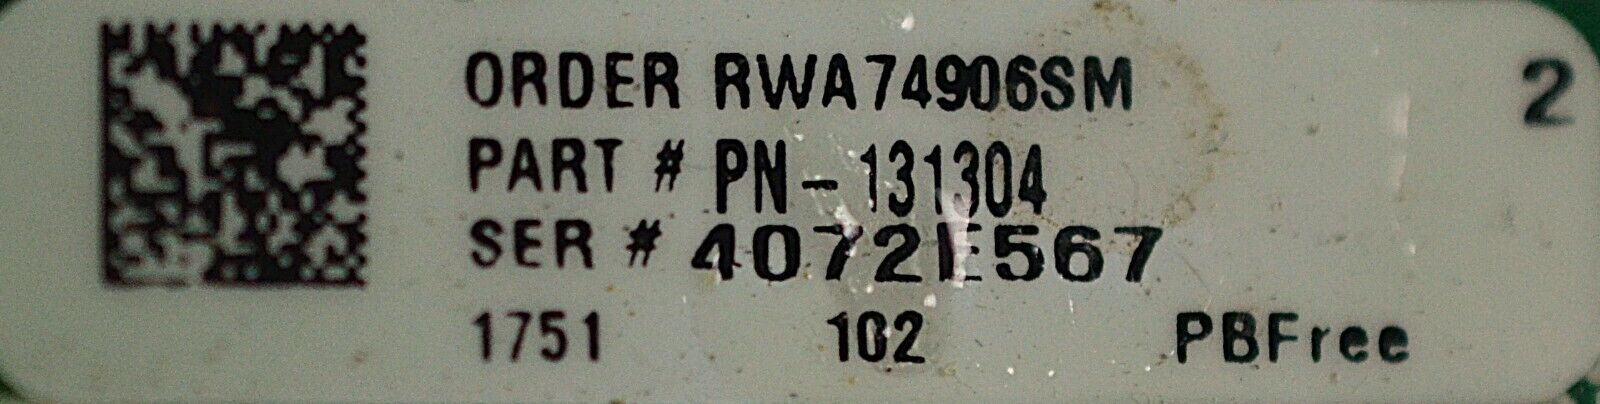 ORDER RWA74906SM 2
PART # PN-131304
SER # 4072E567
1751 102 PBFree